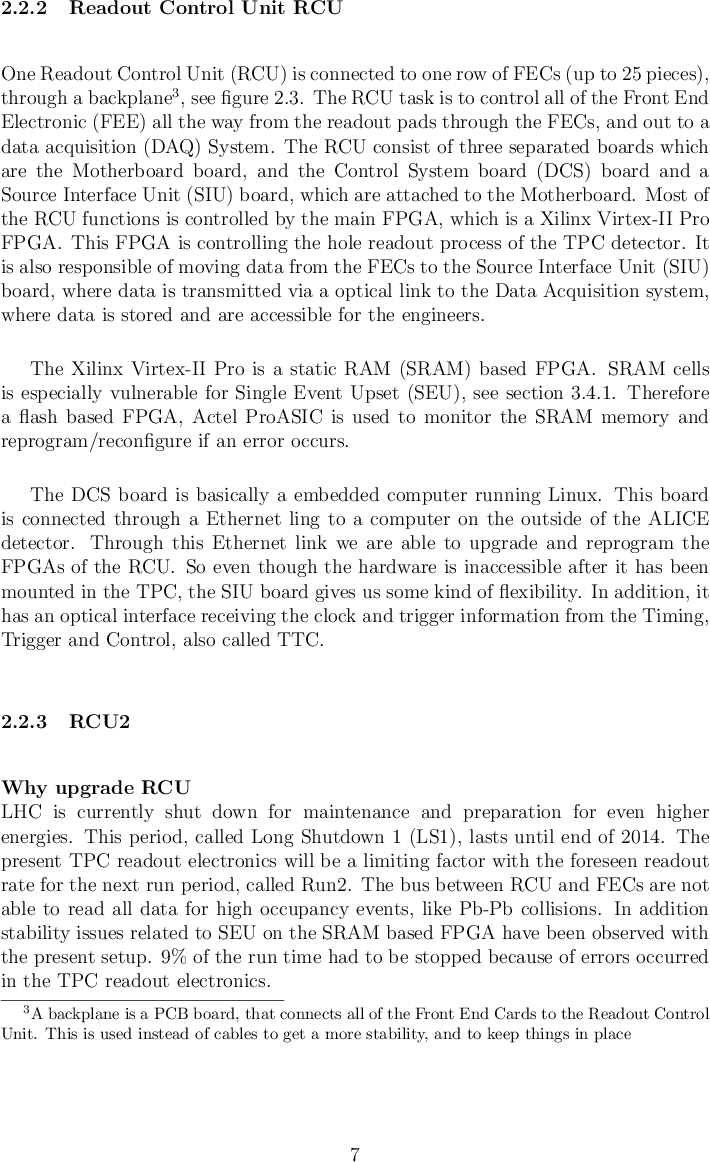 2.2.2 Readout Control Unit RCU
One Readout Control Unit (RCU) is connected to one row of FECs (up to 25 pieces),
through a backplane3, see figure 2.3. The RCU task is to control all of the Front End
Electronic (FEE) all the way from the readout pads through the FECs, and out to a
data acquisition (DAQ) System. The RCU consist of three separated boards which
are the Motherboard board, and the Control System board (DCS) board and a
Source Interface Unit (SIU) board, which are attached to the Motherboard. Most of
the RCU functions is controlled by the main FPGA, which is a Xilinx Virtex-II Pro
FPGA. This FPGA is controlling the hole readout process of the TPC detector. It
is also responsible of moving data from the FECs to the Source Interface Unit (SIU)
board, where data is transmitted via a optical link to the Data Acquisition system,
where data is stored and are accessible for the engineers.
The Xilinx Virtex-II Pro is a static RAM (SRAM) based FPGA. SRAM cells
is especially vulnerable for Single Event Upset (SEU), see section 3.4.1. Therefore
a flash based FPGA, Actel ProASIC is used to monitor the SRAM memory and
reprogram/reconfigure if an error occurs.
The DCS board is basically a embedded computer running Linux. This board
is connected through a Ethernet ling to a computer on the outside of the ALICE
detector. Through this Ethernet link we are able to upgrade and reprogram the
FPGAs of the RCU. So even though the hardware is inaccessible after it has been
mounted in the TPC, the SIU board gives us some kind of flexibility. In addition, it
has an optical interface receiving the clock and trigger information from the Timing,
Trigger and Control, also called TTC.
2.2.3 RCU2
Why upgrade RCU
LHC is currently shut down for maintenance and preparation for even higher
energies. This period, called Long Shutdown 1 (LS1), lasts until end of 2014. The
present TPC readout electronics will be a limiting factor with the foreseen readout
rate for the next run period, called Run2. The bus between RCU and FECs are not
able to read all data for high occupancy events, like Pb-Pb collisions. In addition
stability issues related to SEU on the SRAM based FPGA have been observed with
the present setup. 9% of the run time had to be stopped because of errors occurred
in the TPC readout electronics.
3A backplane is a PCB board, that connects all of the Front End Cards to the Readout Control
Unit. This is used instead of cables to get a more stability, and to keep things in place
7